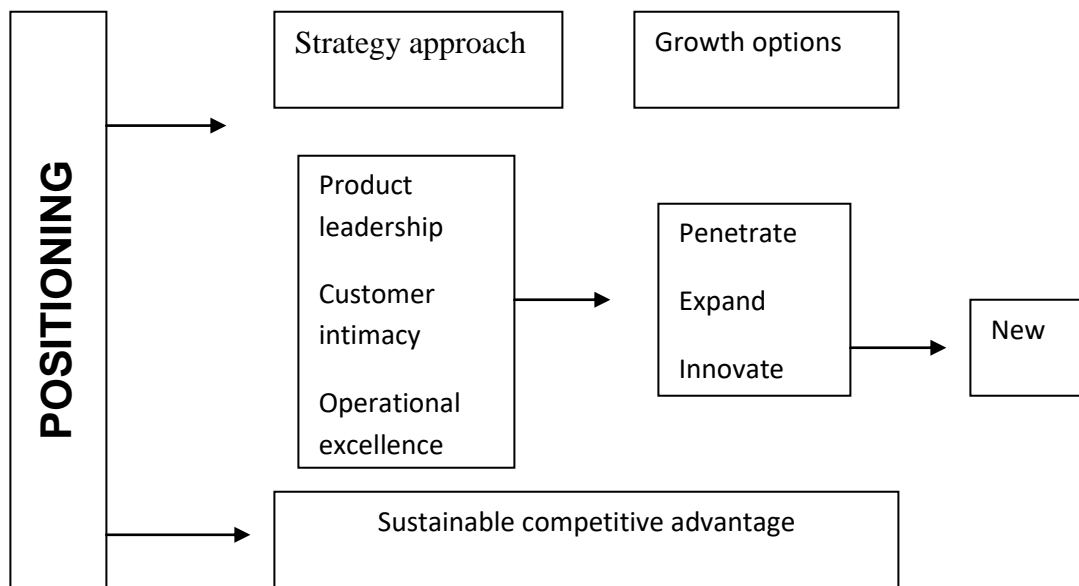 POSITIONING
Strategy approach
Growth options
Product
leadership
Customer
intimacy
Operational
excellence
Penetrate
Expand
Innovate
New
Sustainable competitive advantage